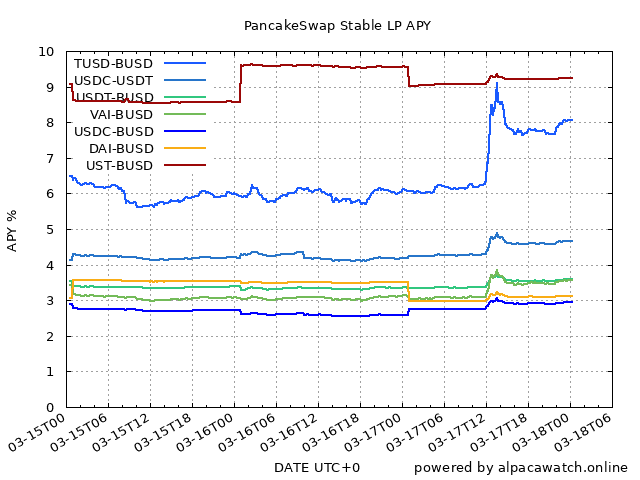 PancakeSwap Stable LP APY
10
9
8
7
6
5
4
3
2
1
0
APY %
TUSD-BUSD
USDC-USDT
USDT-BUSD
VAI-BUSD
USDC-BUSD
DAI-BUSD
UST-BUSD
03-15T00
03-15T06
03-15T12
03-15T18
03-16T00
03-16T06
03-16T12
03-16T18
03-17T00
03-17T06
03-17T12
03-17T18
03-18T00
03-18T06
DATE UTC+0
powered by alpacawatch.online